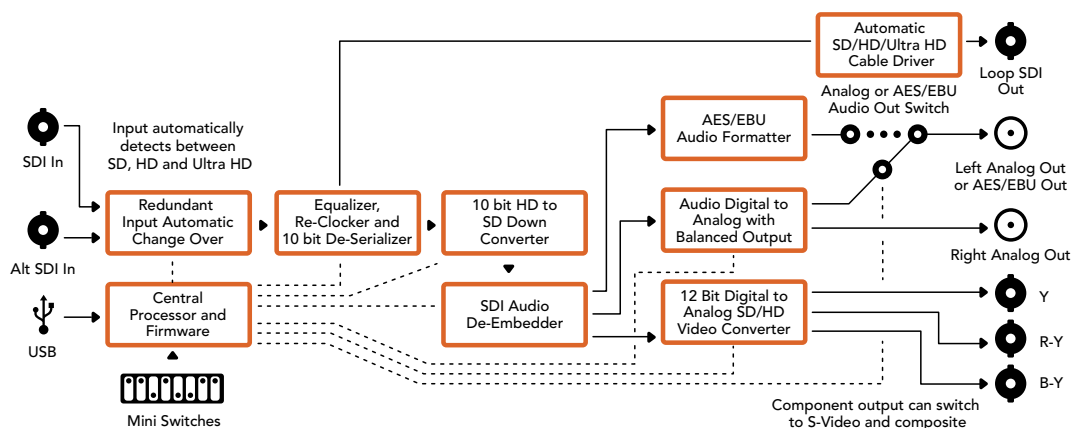 Automatic
SD/HD/Ultra HD
Cable Driver
Loop SDI
Out
Analog or AES/EBU
Audio Out Switch
SDI In
Input automatically
detects between
SD, HD and Ultra HD
AES/EBU
Audio Formatter
Left Analog Out
or AES/EBU Out
Alt SDI In
Redundant
Input Automatic
Change Over
Equalizer,
Re-Clocker and
10 bit De-Serializer
10 bit HD to
SD Down
Converter
Audio Digital to
Analog with
Balanced Output
Right Analog Out
USB
Central
Processor and
Firmware
SDI Audio
De-Embedder
12 Bit Digital to
Analog SD/HD
Video Converter
Y
R-Y
B-Y
Mini Switches
Component output can switch
to S-Video and composite